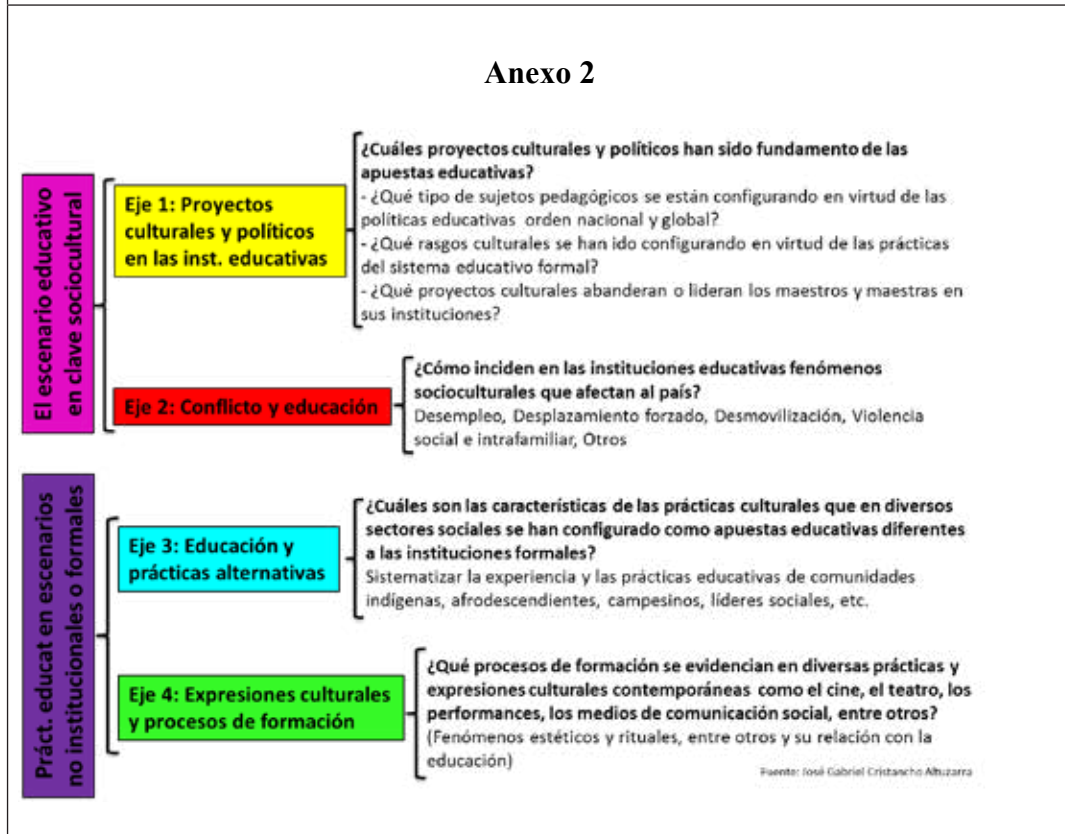 Anexo 2
El escenario educativo
en clave sociocultural
Eje 1: Proyectos
culturales y políticos
en las inst. educativas
¿Cuáles proyectos culturales y políticos han sido fundamento de las
apuestas educativas?
- ¿Qué tipo de sujetos pedagógicos se están configurando en virtud de las
políticas educativas orden nacional y global?
- ¿Qué rasgos culturales se han ido configurando en virtud de las prácticas
del sistema educativo formal?
- ¿Qué proyectos culturales abanderan o lideran los maestros y maestras en
sus instituciones?
Eje 2: Conflicto y educación
¿Cómo inciden en las instituciones educativas fenómenos
socioculturales que afectan al país?
Desempleo, Desplazamiento forzado, Desmovilización, Violencia
social e intrafamiliar, Otros
Práct. educat en escenarios
no institucionales o formales
Eje 3: Educación y
prácticas alternativas
¿Cuáles son las características de las prácticas culturales que en diversos
sectores sociales se han configurado como apuestas educativas diferentes
a las instituciones formales?
Sistematizar la experiencia y las prácticas educativas de comunidades
indígenas, afrodescendientes, campesinos, líderes sociales, etc.
Eje 4: Expresiones culturales
y procesos de formación
¿Qué procesos de formación se evidencian en diversas prácticas y
expresiones culturales contemporáneas como el cine, el teatro, los
performances, los medios de comunicación social, entre otros?
(Fenómenos estéticos y rituales, entre otros y su relación con la
educación)
Fuente: José Gabriel Cristancho Altuzarra